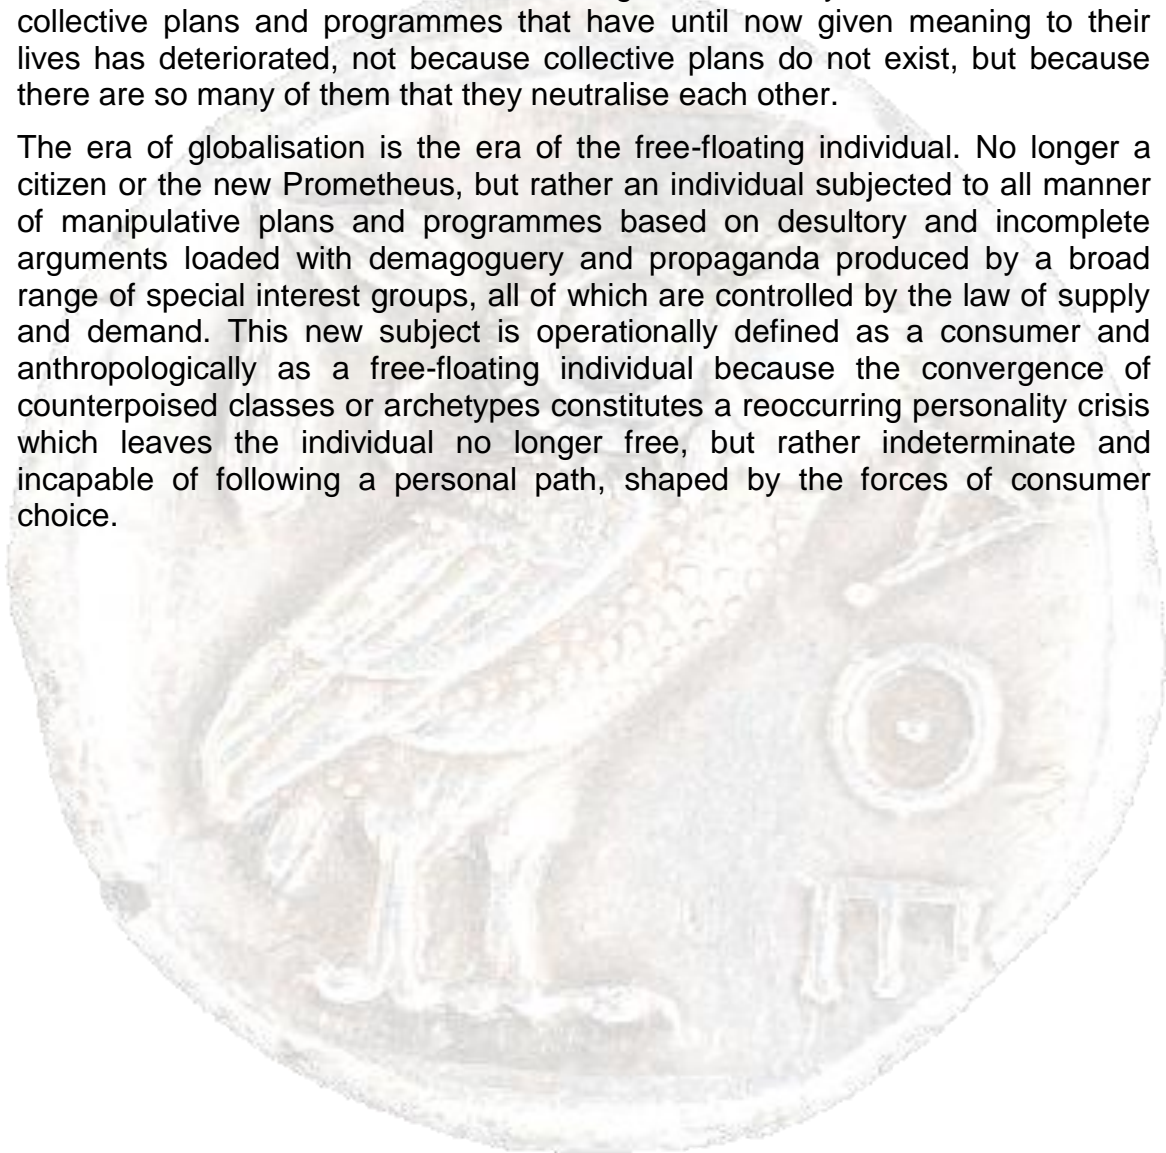 collective plans and programmes that have until now given meaning to their
lives has deteriorated, not because collective plans do not exist, but because
there are so many of them that they neutralise each other.
The era of globalisation is the era of the free-floating individual. No longer a
citizen or the new Prometheus, but rather an individual subjected to all manner
of manipulative plans and programmes based on desultory and incomplete
arguments loaded with demagoguery and propaganda produced by a broad
range of special interest groups, all of which are controlled by the law of supply
and demand. This new subject is operationally defined as a consumer and
anthropologically as a free-floating individual because the convergence of
counterpoised classes or archetypes constitutes a reoccurring personality crisis
which leaves the individual no longer free, but rather indeterminate and
incapable of following a personal path, shaped by the forces of consumer
choice.